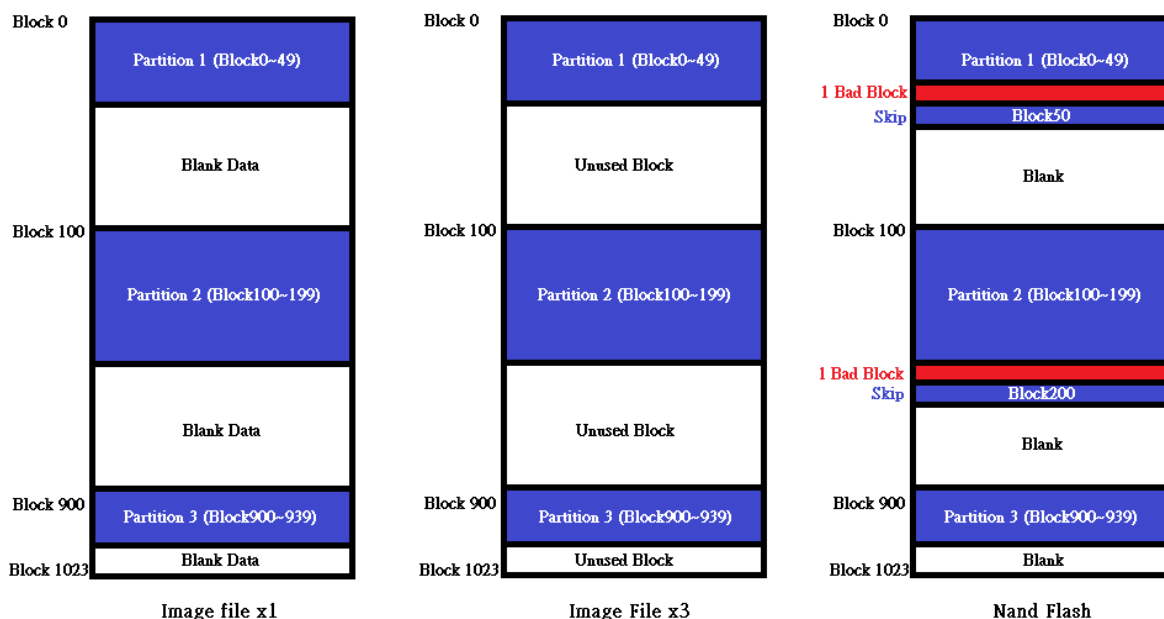 Block 0
Partition 1 (Block0~49)
Blank Data
Block 100
Partition 2 (Block100~199)
Blank Data
Block 900
Partition 3 (Block900~939)
Blank Data
Block 1023
Image file x1
Block 0
Partition 1 (Block0~49)
Unused Block
Block 100
Partition 2 (Block100~199)
Unused Block
Block 900
Partition 3 (Block900~939)
Unused Block
Block 1023
Image File x3
Block 0
Partition 1 (Block0~49)
1 Bad Block
Skip
Block50
Blank
Block 100
Partition 2 (Block100~199)
1 Bad Block
Skip
Block200
Blank
Block 900
Partition 3 (Block900~939)
Blank
Block 1023
Nand Flash